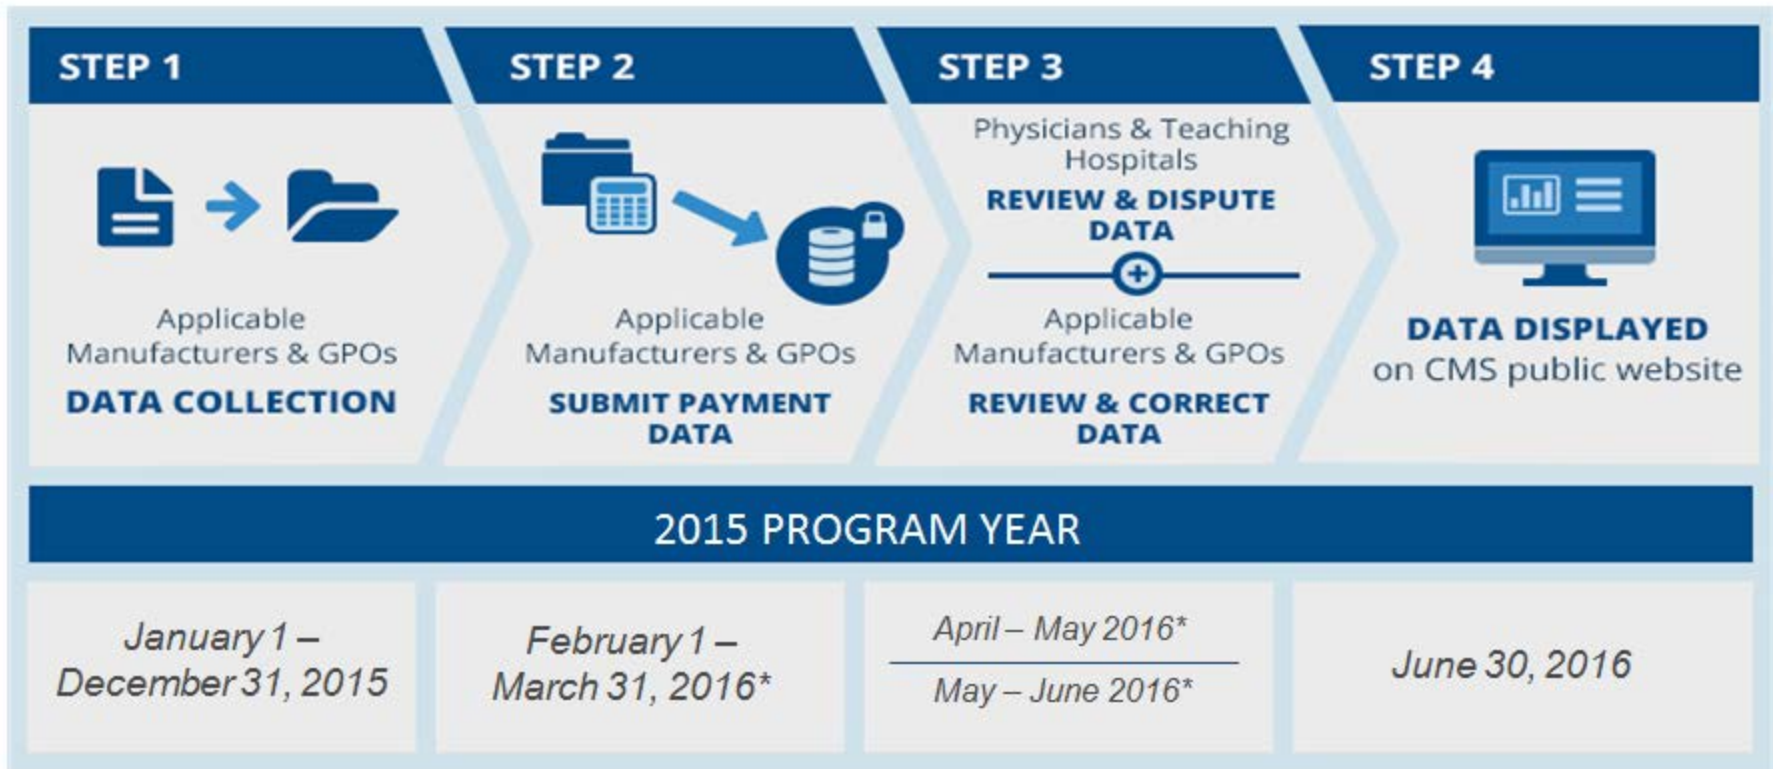 STEP 1
Applicable
Manufacturers & GPOs
DATA COLLECTION
STEP 2
Applicable
Manufacturers & GPOs
SUBMIT PAYMENT
DATA
STEP 3
Physicians & Teaching
Hospitals
REVIEW & DISPUTE
DATA
Applicable
Manufacturers & GPOs
REVIEW & CORRECT
DATA
STEP 4
DATA DISPLAYED
on CMS public website
2015 PROGRAM YEAR
January 1 –
December 31, 2015
February 1 –
March 31, 2016*
April – May 2016*
May – June 2016*
June 30, 2016